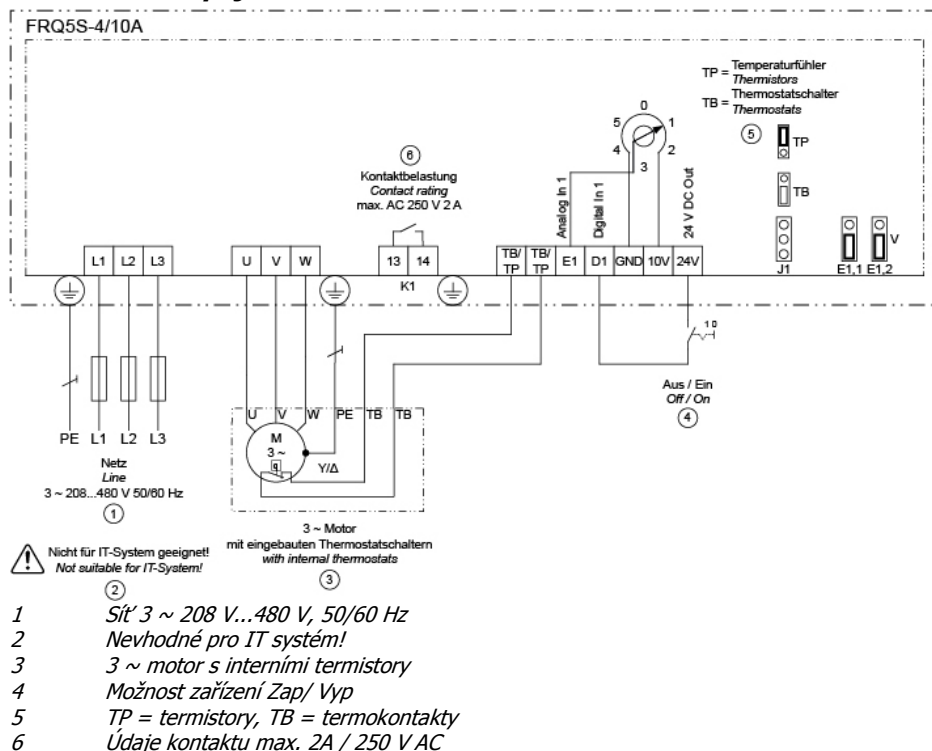 FRQ5S-4/10A
TP = Temperaturfühler
Thermistors
TB = Thermostatschalter
Thermostats
5
TP
TB
J1
E1,1 E1,2
V
0
5 1
4 2
3
6
Kontaktbelastung
Contact rating
max. AC 250 V 2 A
Analog In 1
Digital In 1
24 V DC Out
L1 L2 L3 U V W 13 14 TB/TP TB/TP E1 D1 GND 10V 24V
K1
1 0
Aus / Ein
Off / On
4
U V W PE TB TB
M
3 ~
Y/Δ
PE L1 L2 L3
Netz
Line
3 ~ 208...480 V 50/60 Hz
1
3 ~ Motor
mit eingebauten Thermostatschaltern
with internal thermostats
3
Nicht für IT-System geeignet!
Not suitable for IT-System!
2
1 Síť 3 ~ 208 V...480 V, 50/60 Hz
2 Nevhodné pro IT systém!
3 3 ~ motor s interními termistory
4 Možnost zařízení Zap/ Vyp
5 TP = termistory, TB = termokontakty
6 Údaje kontaktu max. 2A / 250 V AC